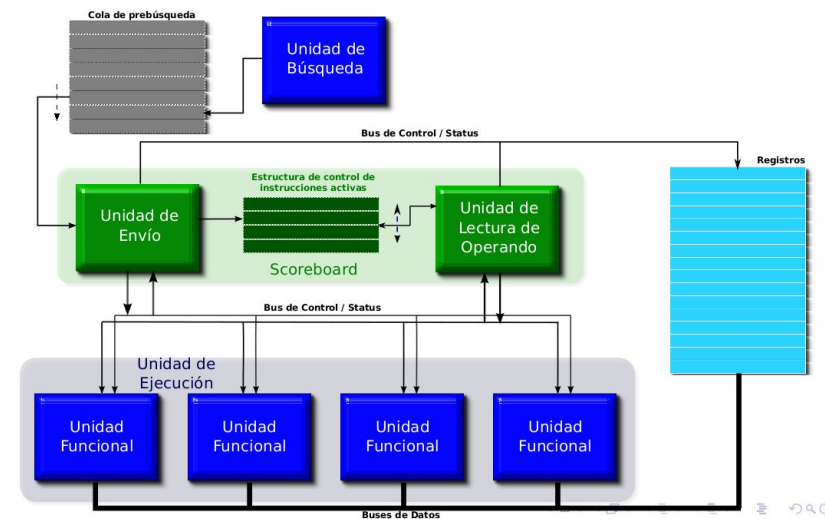 Cola de prebúsqueda
Unidad de
Búsqueda
Bus de Control / Status
Registros
Estructura de control de
instrucciones activas
Unidad de
Envío
Unidad de
Lectura de
Operando
Scoreboard
Bus de Control / Status
Unidad de
Ejecución
Unidad
Funcional
Unidad
Funcional
Unidad
Funcional
Unidad
Funcional
Buses de Datos